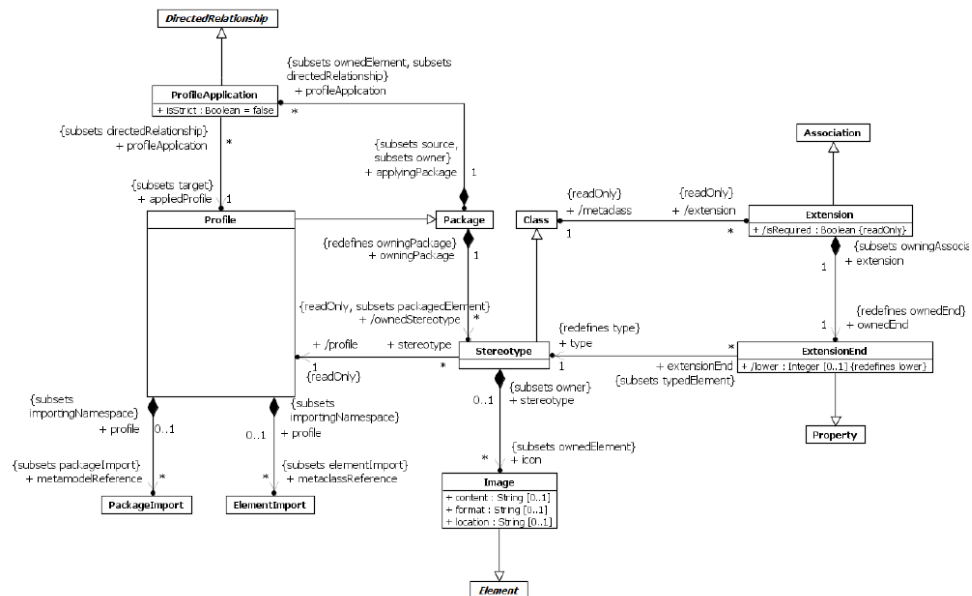 DirectedRelationship
{subsets ownedElement, subsets
directedRelationship}
+ profileApplication
*
ProfileApplication
+ isStrict : Boolean = false
{subsets directedRelationship}
+ profileApplication
*
{subsets source,
subsets owner}
+ applyingPackage
1
Association
{subsets target}
+ appliedProfile
1
{readOnly}
+ /metaclass
1
{readOnly}
+ /extension
*
Profile
Package
Class
Extension
+ /isRequired : Boolean {readOnly}
{redefines owningPackage}
+ owningPackage
1
{subsets owningAssocia
+ extension
1
{readOnly, subsets packagedElement}
+ /ownedStereotype
*
{redefines ownedEnd}
+ ownedEnd
1
+ /profile
1
{readOnly}
+ stereotype
*
Stereotype
{redefines type}
+ type
1
*
+ extensionEnd
{subsets typedElement}
ExtensionEnd
+ /lower : Integer [0..1] {redefines lower}
{subsets
importingNamespace}
+ profile
0..1
{subsets
importingNamespace}
+ profile
0..1
{subsets owner}
+ stereotype
0..1
Property
{subsets packageImport}
+ metamodelReference
*
{subsets elementImport}
+ metaclassReference
*
{subsets ownedElement}
+ icon
*
PackageImport
ElementImport
Image
+ content : String [0..1]
+ format : String [0..1]
+ location : String [0..1]
Element